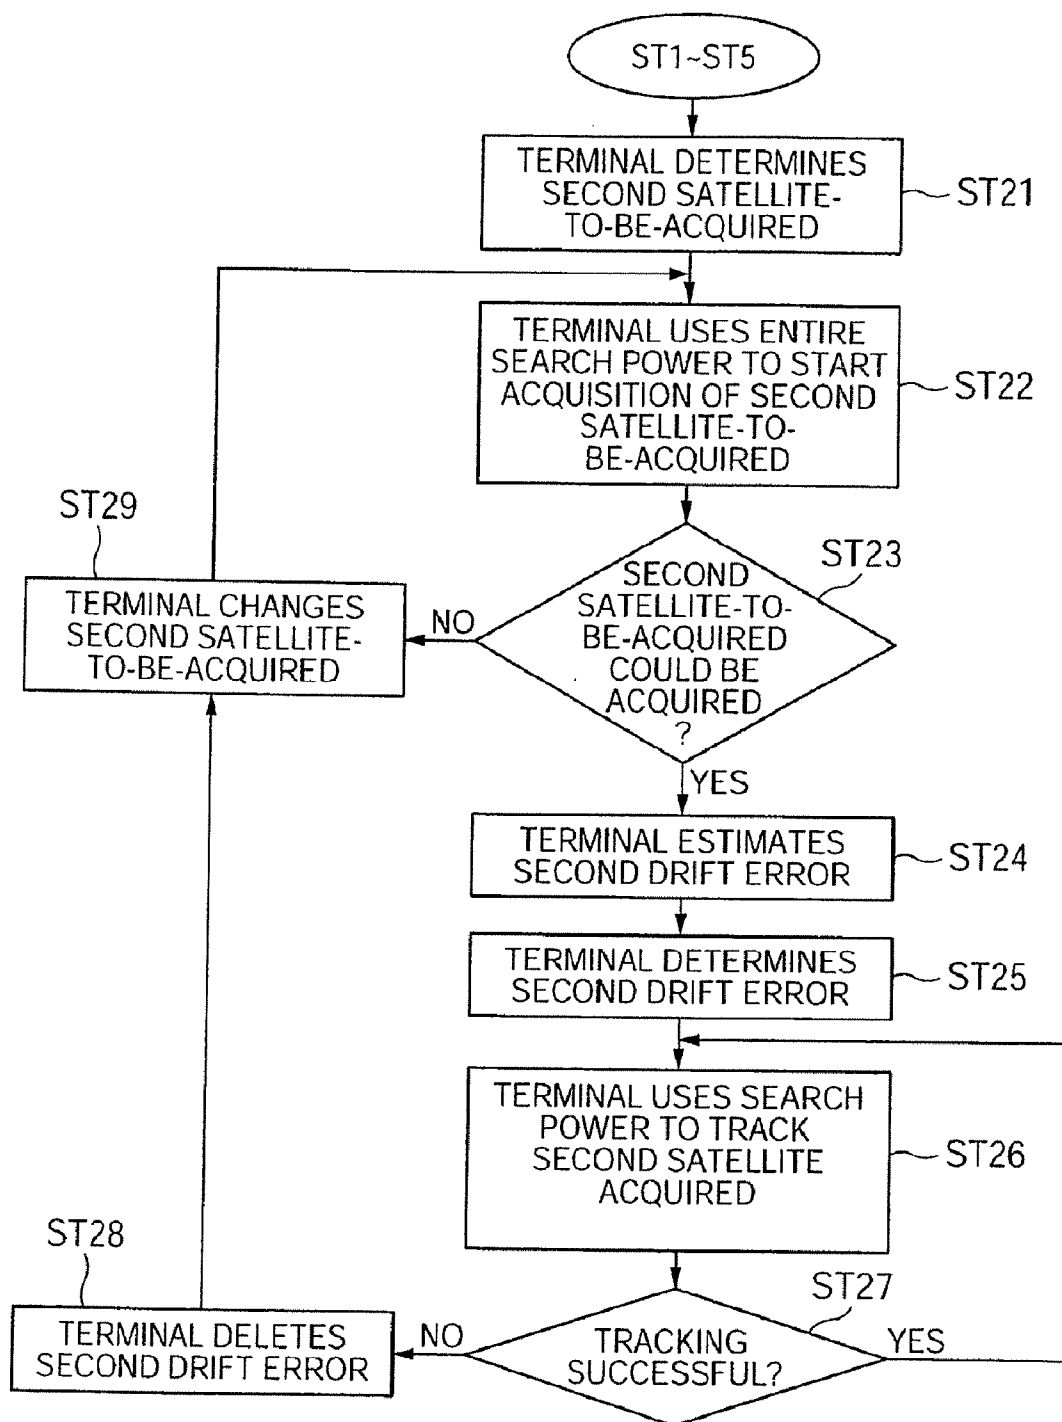 ST1~ST5
TERMINAL DETERMINES
SECOND SATELLITE-
TO-BE-ACQUIRED
ST21
TERMINAL USES ENTIRE
SEARCH POWER TO START
ACQUISITION OF SECOND
SATELLITE-TO-
BE-ACQUIRED
ST22
ST29
TERMINAL CHANGES
SECOND SATELLITE-
TO-BE-ACQUIRED
NO
SECOND
SATELLITE-TO-
BE-ACQUIRED
COULD BE
ACQUIRED
?
ST23
YES
TERMINAL ESTIMATES
SECOND DRIFT ERROR
ST24
TERMINAL DETERMINES
SECOND DRIFT ERROR
ST25
TERMINAL USES SEARCH
POWER TO TRACK
SECOND SATELLITE
ACQUIRED
ST26
ST28
TERMINAL DELETES
SECOND DRIFT ERROR
NO
TRACKING
SUCCESSFUL?
ST27
YES